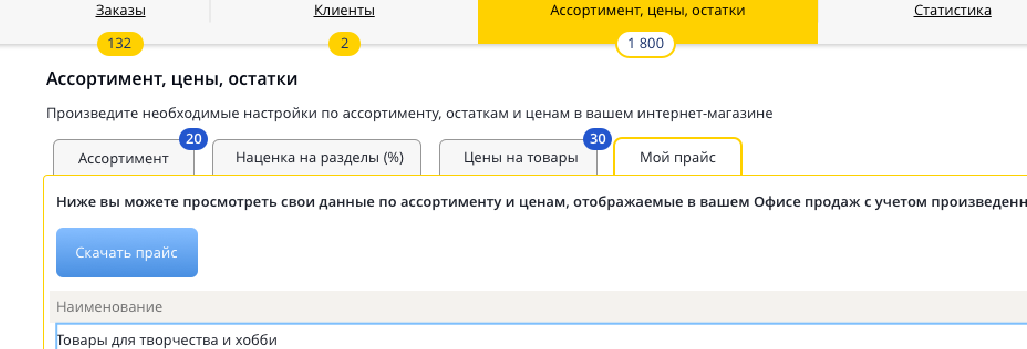 Заказы Клиенты Ассортимент, цены, остатки Статистика
132 2 1 800
Ассортимент, цены, остатки
Произведите необходимые настройки по ассортименту, остаткам и ценам в вашем интернет-магазине
20 30
Ассортимент Наценка на разделы (%) Цены на товары Мой прайс
Ниже вы можете просмотреть свои данные по ассортименту и ценам, отображаемые в вашем Офисе продаж с учетом
Скачать прайс
Наименование
Товары для творчества и хобби